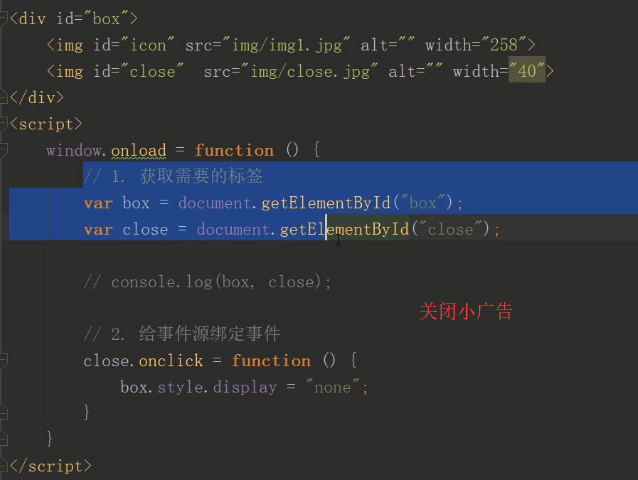 <div id="box">
<img id="icon" src="img/img1.jpg" alt="" width="258">
<img id="close"  src="img/close.jpg" alt="" width="40">
</div>
<script>
window.onload = function () {
// 1. 获取需要的标签
var box = document.getElementById("box");
var close = document.getElementById("close");
// console.log(box, close);
关闭小广告
// 2. 给事件源绑定事件
close.onclick = function () {
box.style.display = "none";
}
}
</script>